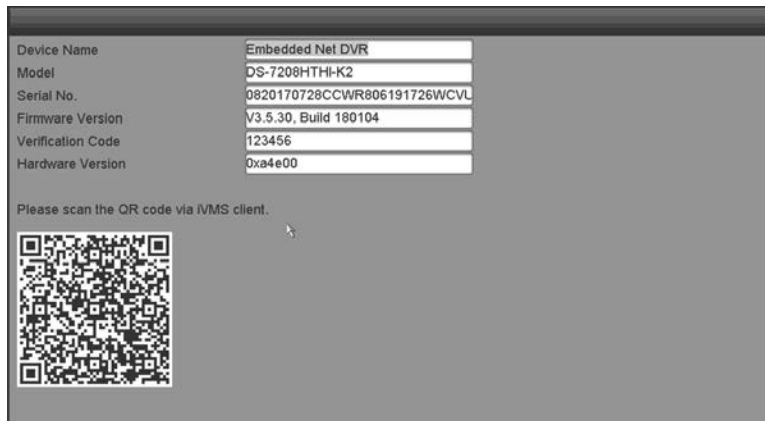 Device Name Embedded Net DVR
Model DS-7208HTHI-K2
Serial No. 0820170728CCWR806191726WCVL
Firmware Version V3.5.30, Build 180104
Verification Code 123456
Hardware Version 0xa4e00
Please scan the QR code via iVMS client.